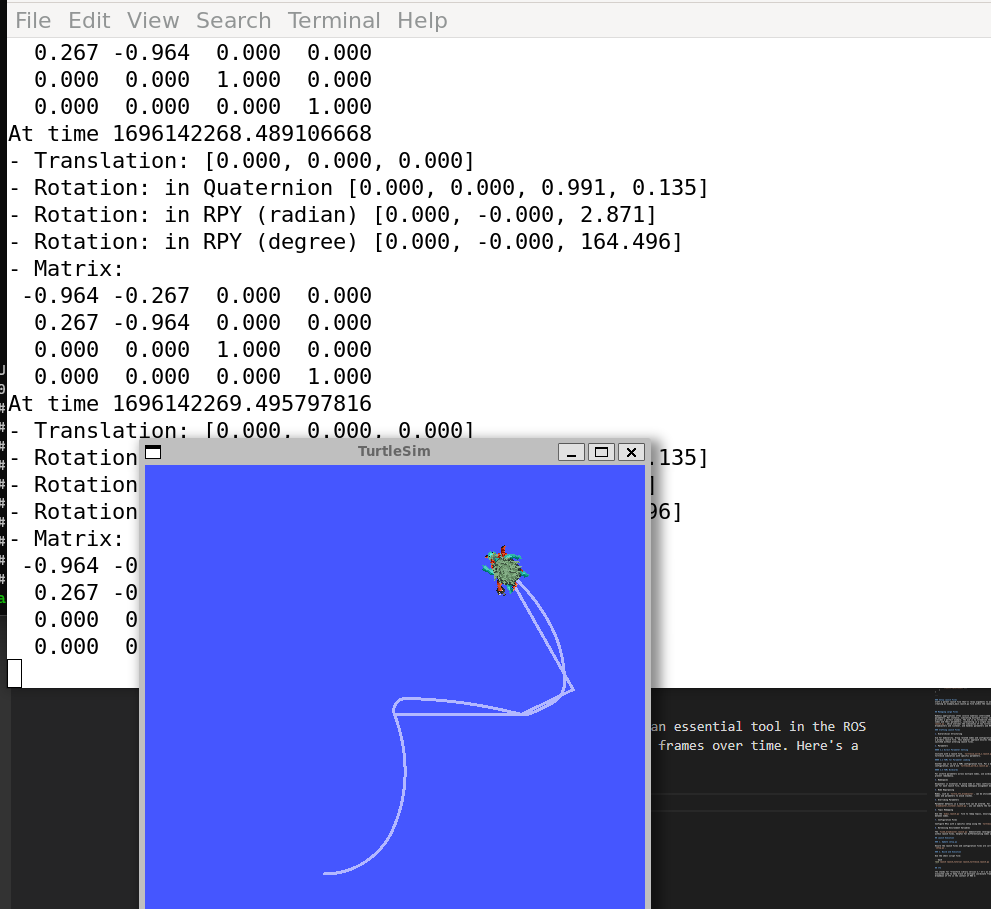 File Edit View Search Terminal Help
0.267 -0.964 0.000 0.000
0.000 0.000 1.000 0.000
0.000 0.000 0.000 1.000
At time 1696142268.489106668
- Translation: [0.000, 0.000, 0.000]
- Rotation: in Quaternion [0.000, 0.000, 0.991, 0.135]
- Rotation: in RPY (radian) [0.000, -0.000, 2.871]
- Rotation: in RPY (degree) [0.000, -0.000, 164.496]
- Matrix:
-0.964 -0.267 0.000 0.000
0.267 -0.964 0.000 0.000
0.000 0.000 1.000 0.000
0.000 0.000 0.000 1.000
At time 1696142269.495797816
- Translation: [0.000, 0.000, 0.000]
TurtleSim
- Rotation .135]
- Rotation ]
- Rotation 96]
- Matrix:
-0.964 -0
0.267 -0
0.000 0
0.000 0
an essential tool in the ROS
frames over time. Here's a